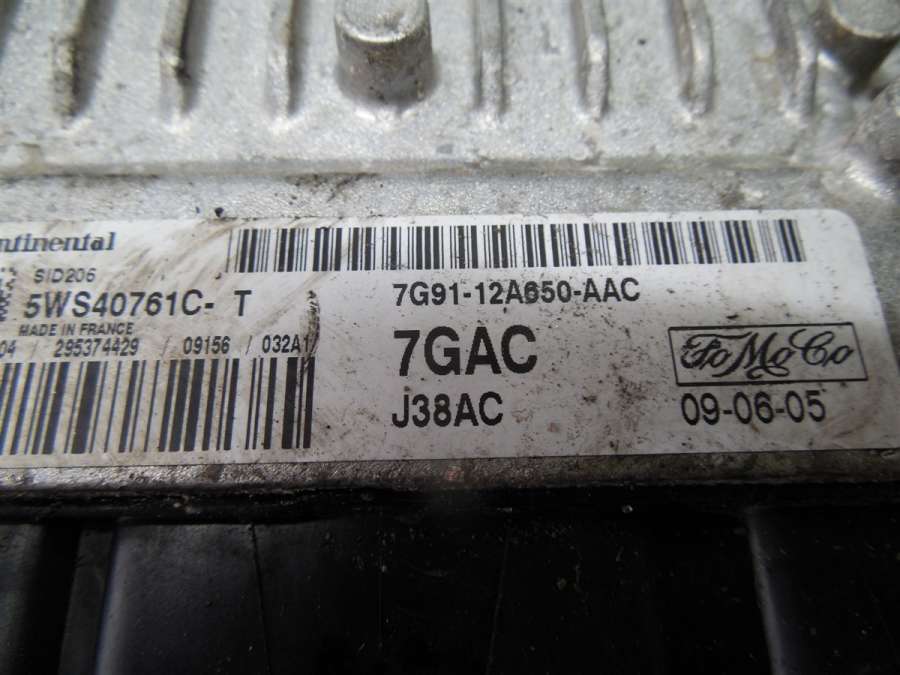 ntinental
SID206
5WS40761C- T
MADE IN FRANCE
04 / 295374429 / 09156 / 032A1
7G91-12A650-AAC
7GAC
J38AC
FoMoCo
09-06-05